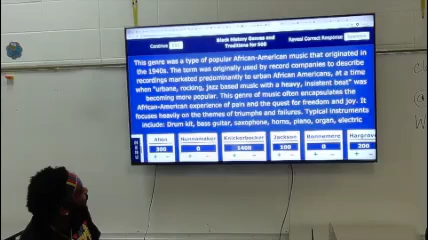 Black History Genres and
Continue Reveal Correct Response
Traditions for 500
This genre was a type of popular African-American music that originated in
the 1940s. The term was originally used by record companies to describe
recordings marketed predominantly to urban African Americans, at a time
when "urbane, rocking, jazz based music with a heavy, insistent beat" was
becoming more popular. This genre of music often encapsulates the
African-American experience of pain and the quest for freedom and joy. It
focuses heavily on the themes of triumphs and failures. Typical instruments
include: Drum kit, bass guitar, saxophone, horns, piano, organ, electric
MENU
Knickerbocker Jackson Bonnemere Hargrove
300 0 1400 100 0 200
+ - + - + - + - + - + -